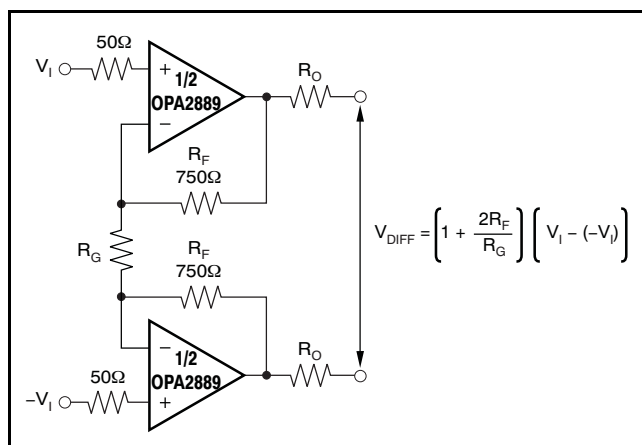 50Ω
V_I
+
1/2
OPA2889
−
R_O
R_F
750Ω
R_G
R_F
750Ω
V_DIFF = (1 + 2R_F / R_G) (V_I − (−V_I))
−
1/2
OPA2889
+
R_O
50Ω
−V_I